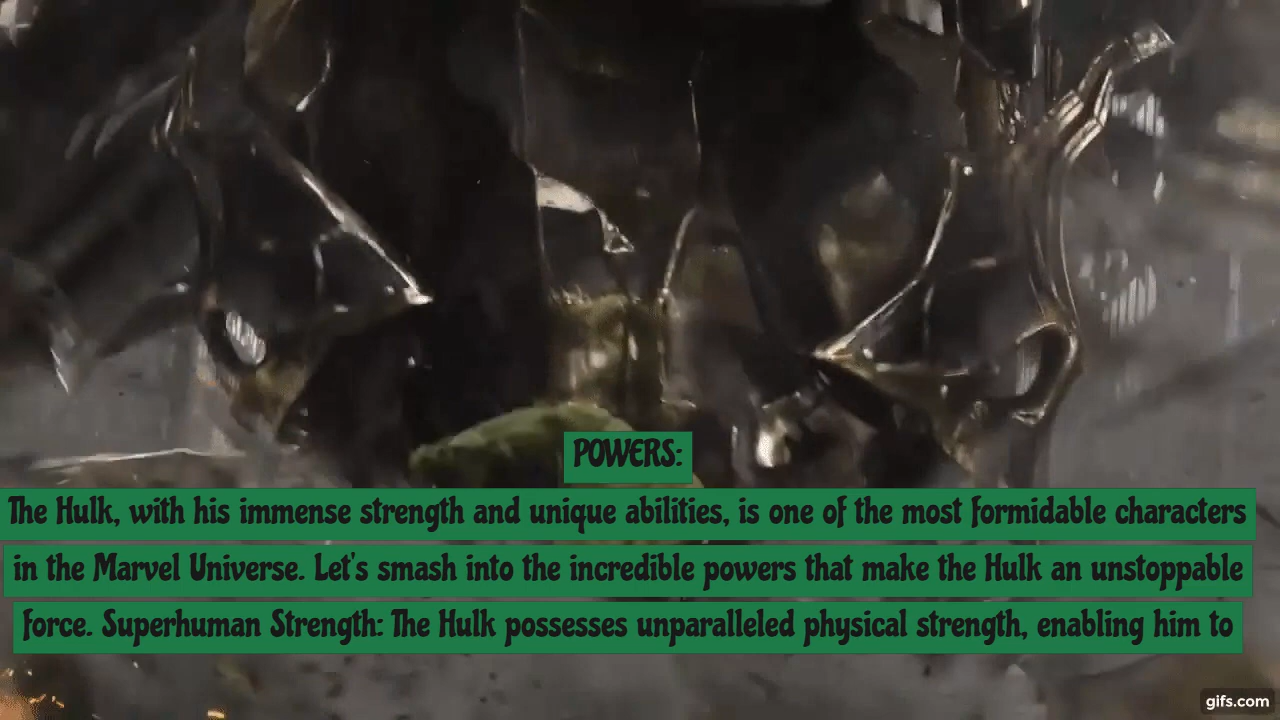 POWERS:
The Hulk, with his immense strength and unique abilities, is one of the most formidable characters
in the Marvel Universe. Let's smash into the incredible powers that make the Hulk an unstoppable
force. Superhuman Strength: The Hulk possesses unparalleled physical strength, enabling him to
gifs.com